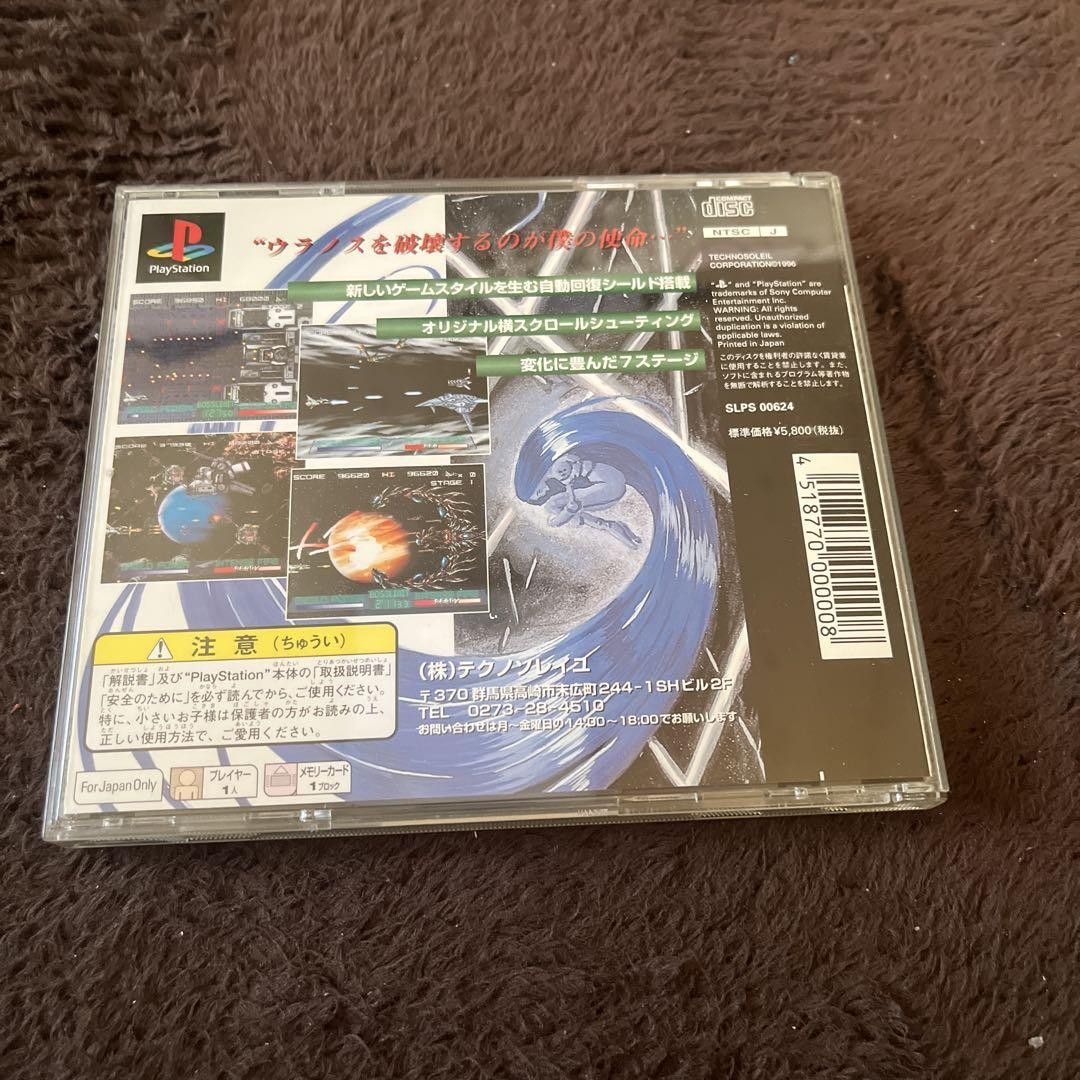 PlayStation
“ウラノスを破壊するのが僕の使命…”
新しいゲームスタイルを生む自動回復シールド搭載
オリジナル横スクロールシューティング
変化に豊んだ7ステージ
SCORE 96850 HI 68000
SCORE 37930 HI
SCORE 96620 HI 96620 x 0
STAGE 1
COMPACT
disc
NTSC J
TECHNOSOLEIL
CORPORATION©1996
"PS" and "PlayStation" are
trademarks of Sony Computer
Entertainment Inc.
WARNING: All rights
reserved. Unauthorized
duplication is a violation of
applicable laws.
Printed in Japan
このディスクを権利者の許諾なく賃貸業
に使用することを禁止します。また、
ソフトに含まれるプログラム等著作物
を無断で解析することを禁止します。
SLPS 00624
標準価格¥5,800(税抜)
4 518770 000008
注意(ちゅうい)
「解説書」及び"PlayStation"本体の「取扱説明書」
「安全のために」を必ず読んでから、ご使用ください。
特に、小さいお子様は保護者の方がお読みの上、
正しい使用方法で、ご愛用ください。
(株)テクノソレイユ
〒370 群馬県高崎市末広町244-1SHビル2F
TEL 0273-28-4510
お問い合わせは月~金曜日の14:00~18:00でお願いします
For Japan Only
プレイヤー
1人
メモリーカード
1ブロック